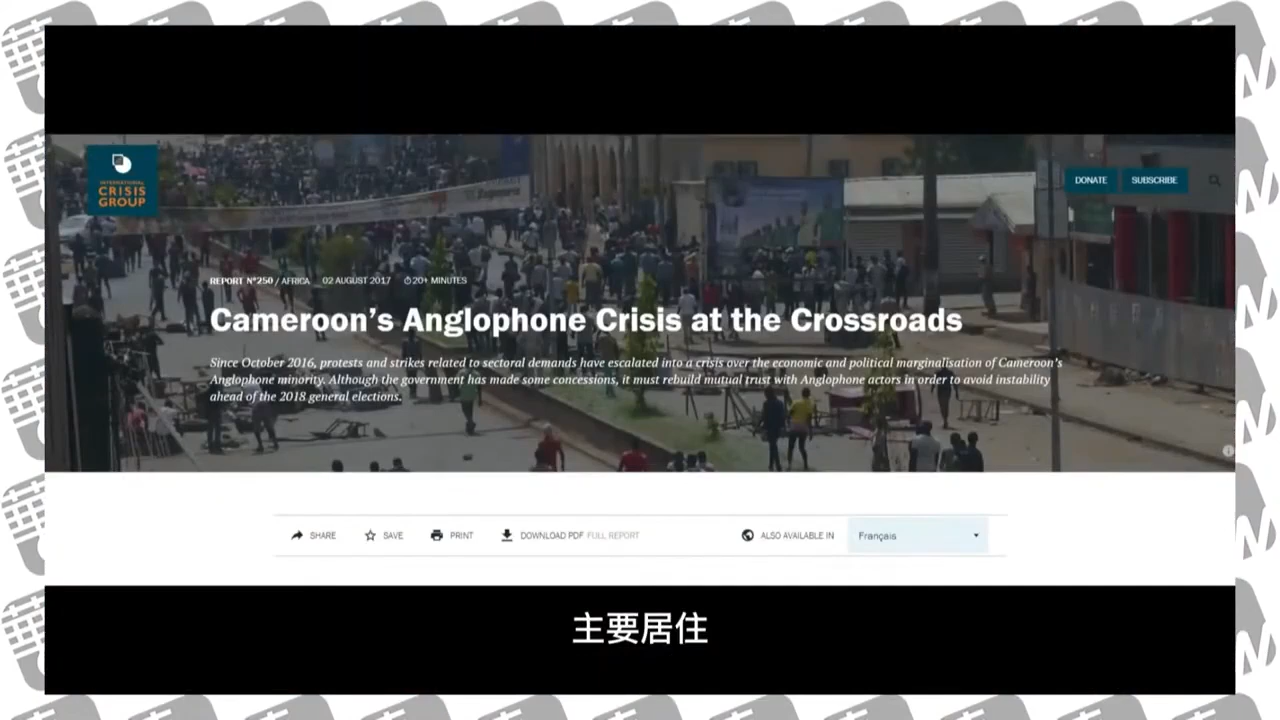 INTERNATIONAL
CRISIS
GROUP
DONATE
SUBSCRIBE
REPORT N°250 / AFRICA 02 AUGUST 2017 20+ MINUTES
Cameroon’s Anglophone Crisis at the Crossroads
Since October 2016, protests and strikes related to sectoral demands have escalated into a crisis over the economic and political marginalisation of Cameroon’s
Anglophone minority. Although the government has made some concessions, it must rebuild mutual trust with Anglophone actors in order to avoid instability
ahead of the 2018 general elections.
SHARE SAVE PRINT DOWNLOAD PDF FULL REPORT ALSO AVAILABLE IN Français
主要居住